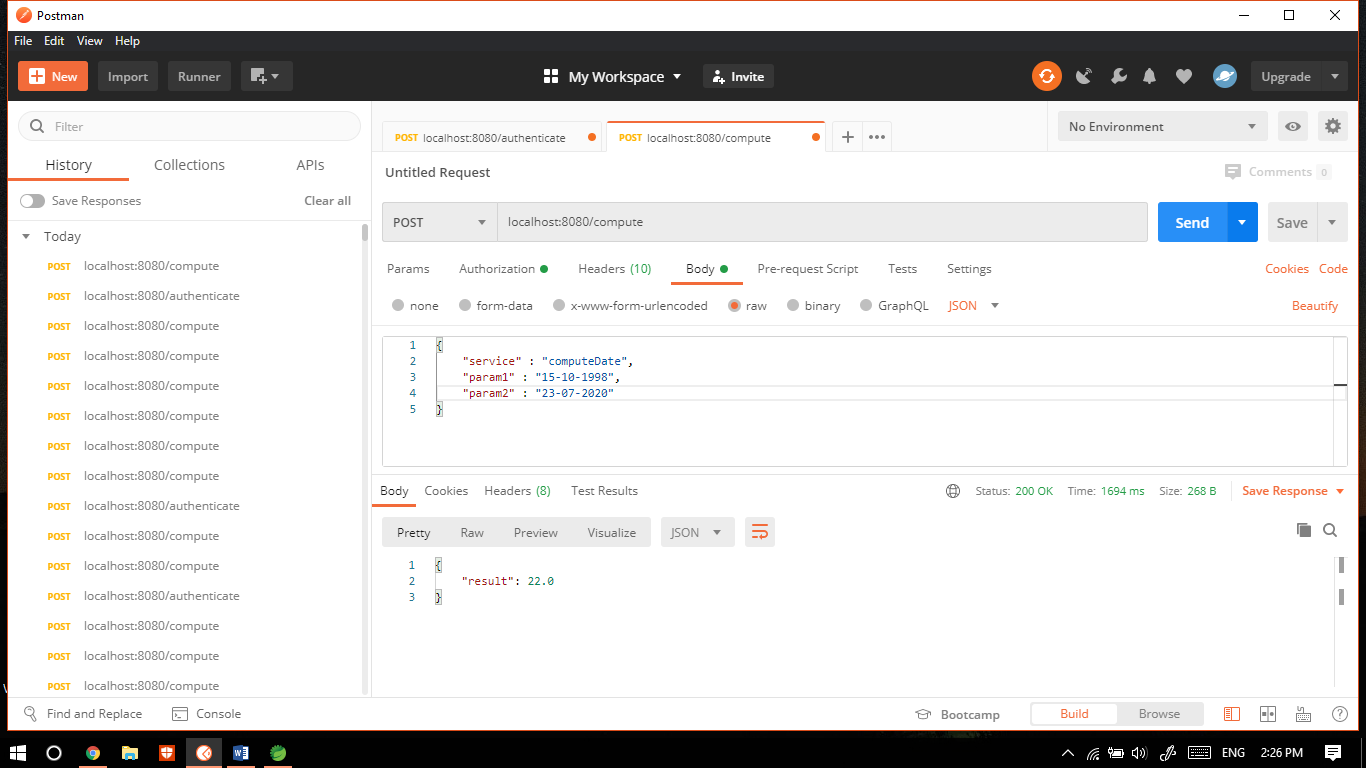 Postman
File Edit View Help
New Import Runner My Workspace Invite Upgrade
Filter
History Collections APIs
Save Responses Clear all
Today
POST localhost:8080/compute
POST localhost:8080/authenticate
POST localhost:8080/compute
POST localhost:8080/compute
POST localhost:8080/compute
POST localhost:8080/compute
POST localhost:8080/compute
POST localhost:8080/compute
POST localhost:8080/authenticate
POST localhost:8080/compute
POST localhost:8080/compute
POST localhost:8080/authenticate
POST localhost:8080/compute
POST localhost:8080/compute
POST localhost:8080/compute
POST localhost:8080/authenticate POST localhost:8080/compute + ••• No Environment
Untitled Request Comments 0
POST localhost:8080/compute Send Save
Params Authorization Headers (10) Body Pre-request Script Tests Settings Cookies Code
none form-data x-www-form-urlencoded raw binary GraphQL JSON Beautify
1 {
2 "service" : "computeDate",
3 "param1" : "15-10-1998",
4 "param2" : "23-07-2020"
5 }
Body Cookies Headers (8) Test Results Status: 200 OK Time: 1694 ms Size: 268 B Save Response
Pretty Raw Preview Visualize JSON
1 {
2 "result": 22.0
3 }
Find and Replace Console Bootcamp Build Browse
ENG 2:26 PM